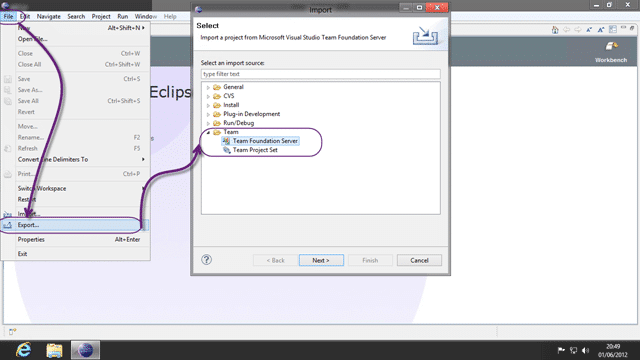 File Edit Navigate Search Project Run Window Help
New Alt+Shift+N
Open File...
Close Ctrl+W
Close All Ctrl+Shift+W
Save Ctrl+S
Save As...
Save All Ctrl+Shift+S
Revert
Move...
Rename... F2
Refresh F5
Convert Line Delimiters To
Print... Ctrl+P
Switch Workspace
Restart
Import...
Export...
Properties Alt+Enter
Exit
Eclips
Workbench
Import
Select
Import a project from Microsoft Visual Studio Team Foundation Server
Select an import source:
type filter text
General
CVS
Install
Plug-in Development
Run/Debug
Team
Team Foundation Server
Team Project Set
? < Back Next > Finish Cancel
20:49
01/06/2012